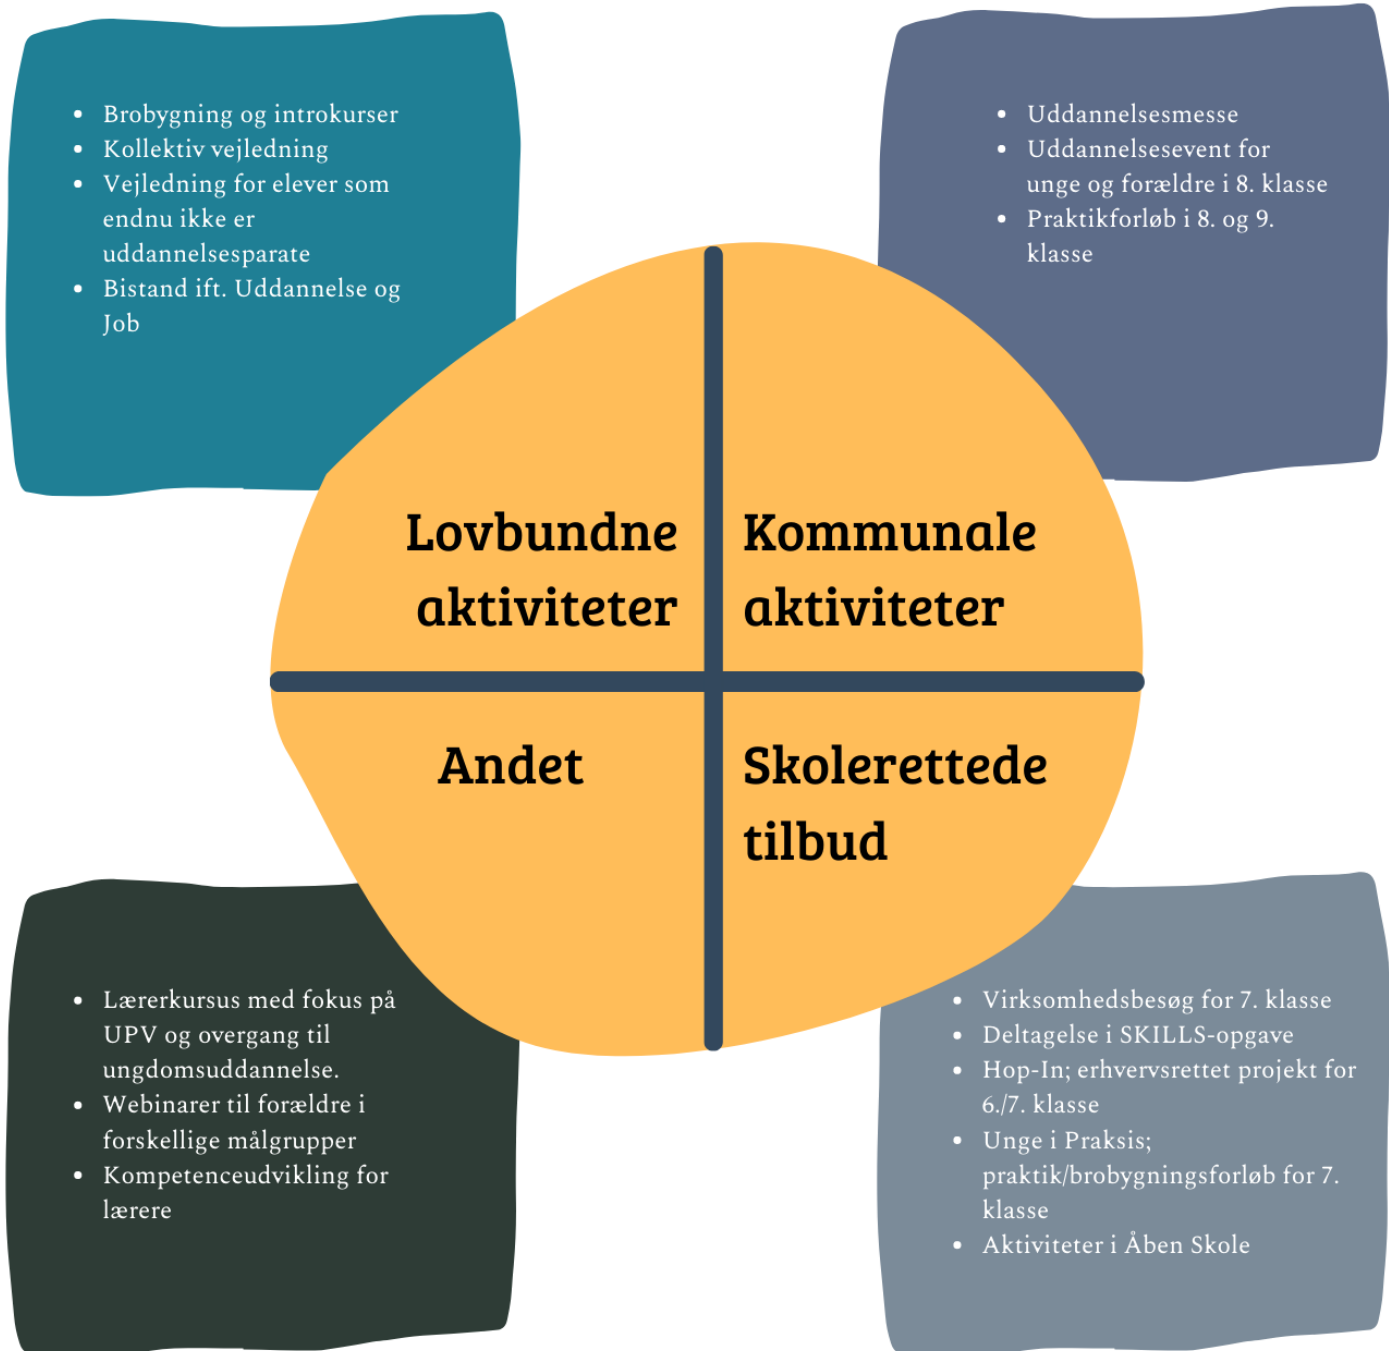 • Brobygning og introkurser
• Kollektiv vejledning
• Vejledning for elever som
endnu ikke er
uddannelsesparate
• Bistand ift. Uddannelse og
Job
• Uddannelsesmesse
• Uddannelsesevent for
unge og forældre i 8. klasse
• Praktikforløb i 8. og 9.
klasse
Lovbundne
aktiviteter
Kommunale
aktiviteter
Andet
Skolerettede
tilbud
• Lærerkursus med fokus på
UPV og overgang til
ungdomsuddannelse.
• Webinarer til forældre i
forskellige målgrupper
• Kompetenceudvikling for
lærere
• Virksomhedsbesøg for 7. klasse
• Deltagelse i SKILLS-opgave
• Hop-In; erhvervsrettet projekt for
6./7. klasse
• Unge i Praksis;
praktik/brobygningsforløb for 7.
klasse
• Aktiviteter i Åben Skole